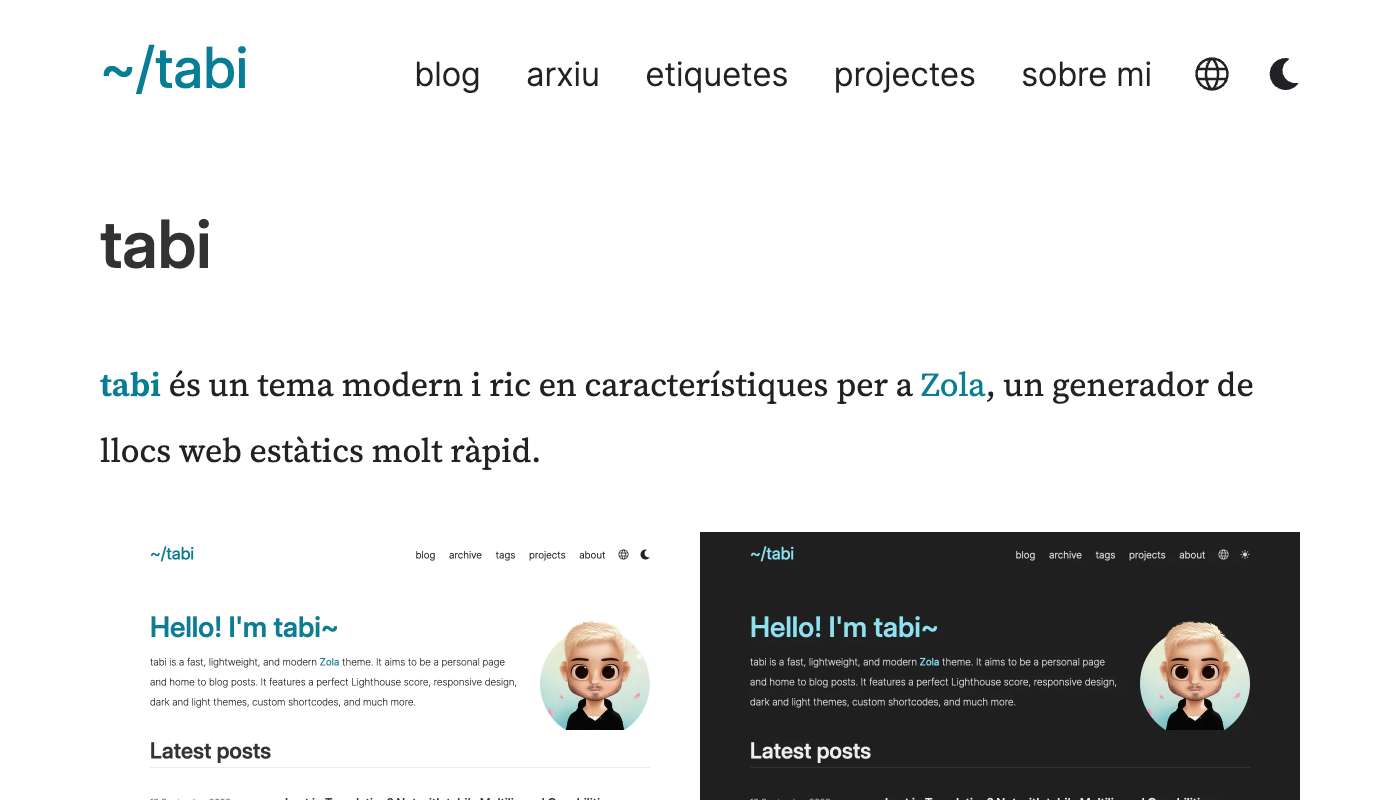 ~/tabi
blog arxiu etiquetes projectes sobre mi
tabi
tabi és un tema modern i ric en característiques per a Zola, un generador de
llocs web estàtics molt ràpid.
~/tabi
blog archive tags projects about
Hello! I'm tabi~
tabi is a fast, lightweight, and modern Zola theme. It aims to be a personal page
and home to blog posts. It features a perfect Lighthouse score, responsive design,
dark and light themes, custom shortcodes, and much more.
Latest posts
~/tabi
blog archive tags projects about
Hello! I'm tabi~
tabi is a fast, lightweight, and modern Zola theme. It aims to be a personal page
and home to blog posts. It features a perfect Lighthouse score, responsive design,
dark and light themes, custom shortcodes, and much more.
Latest posts